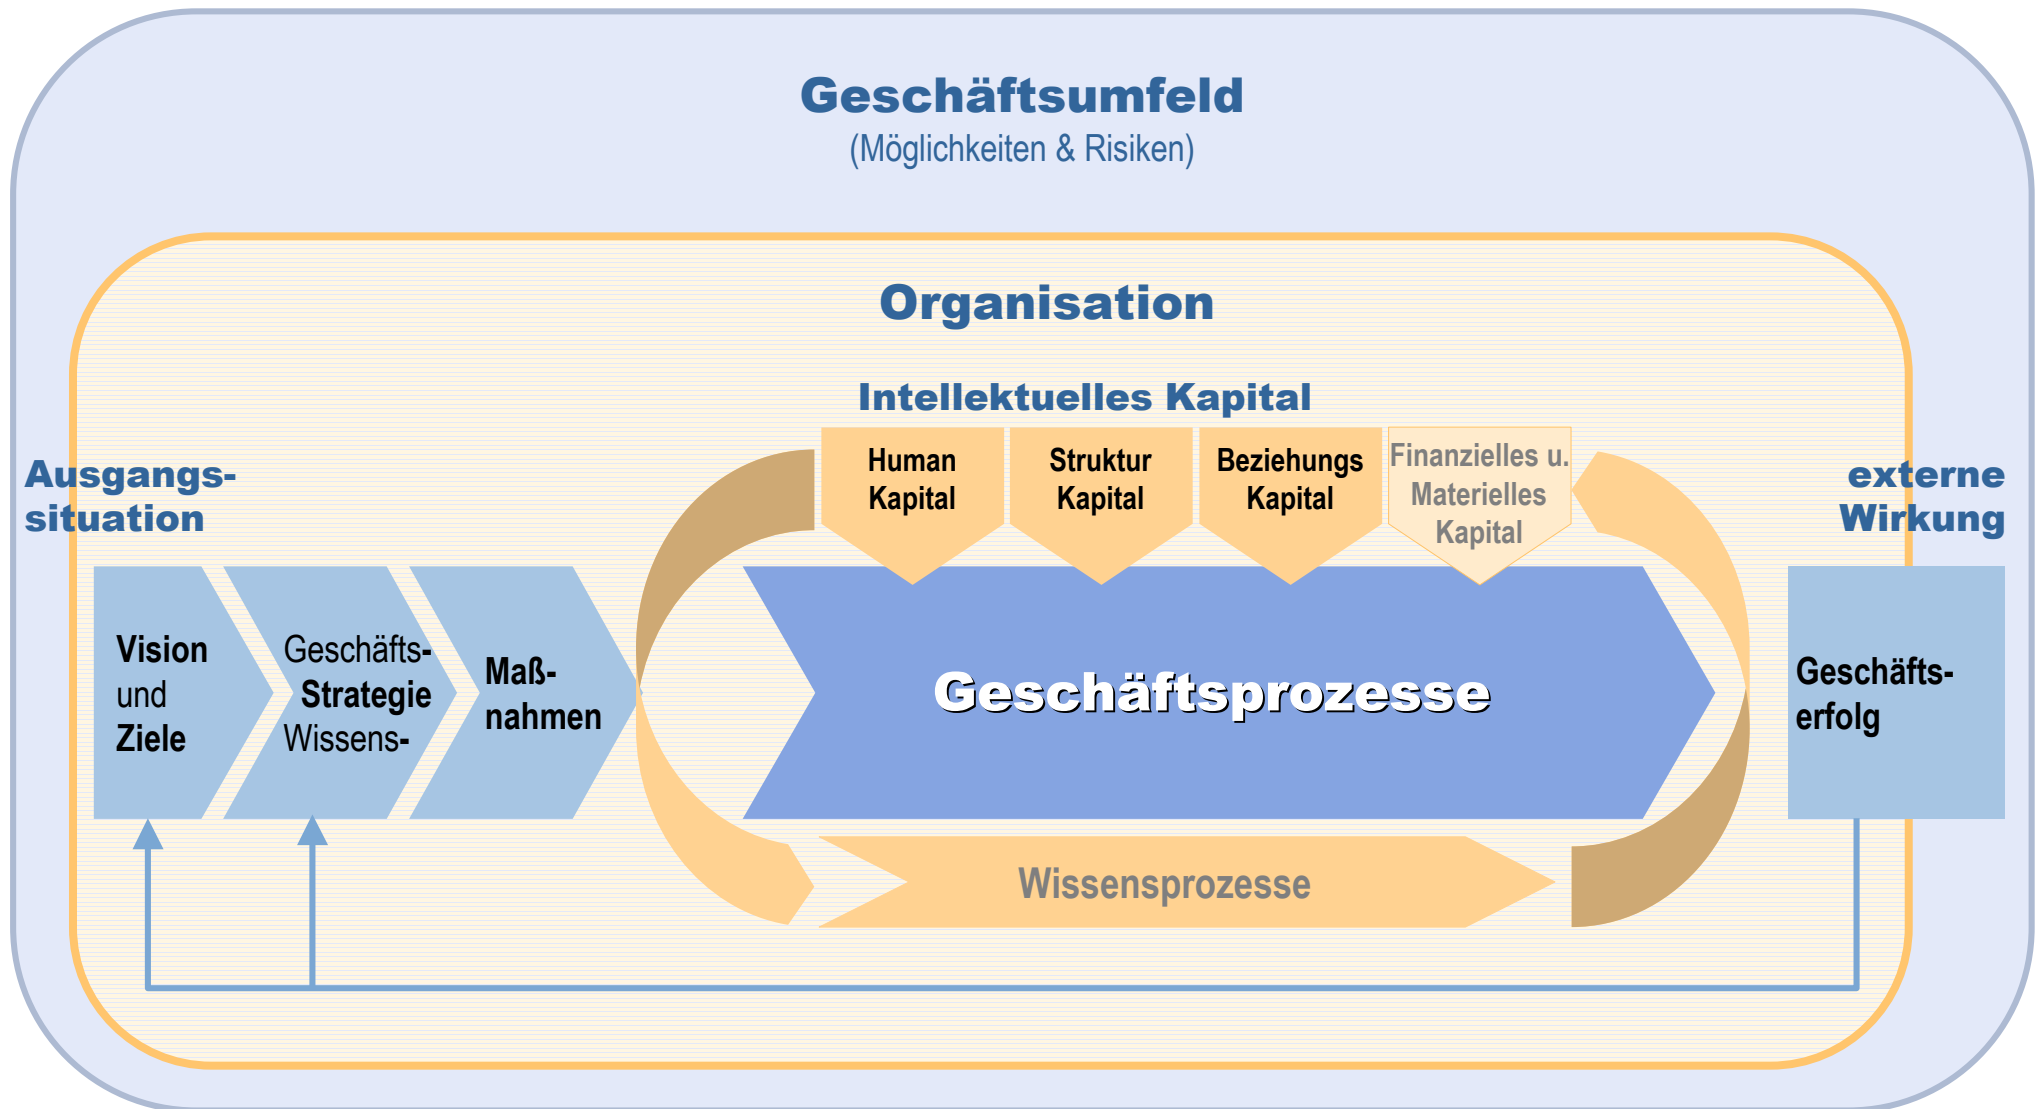 Geschäftsumfeld
(Möglichkeiten & Risiken)
Organisation
Intellektuelles Kapital
Human
Kapital
Struktur
Kapital
Beziehungs
Kapital
Finanzielles u.
Materielles
Kapital
Ausgangs-
situation
externe
Wirkung
Vision
und
Ziele
Geschäfts-
Strategie
Wissens-
Maß-
nahmen
Geschäftsprozesse
Geschäfts-
erfolg
Wissensprozesse